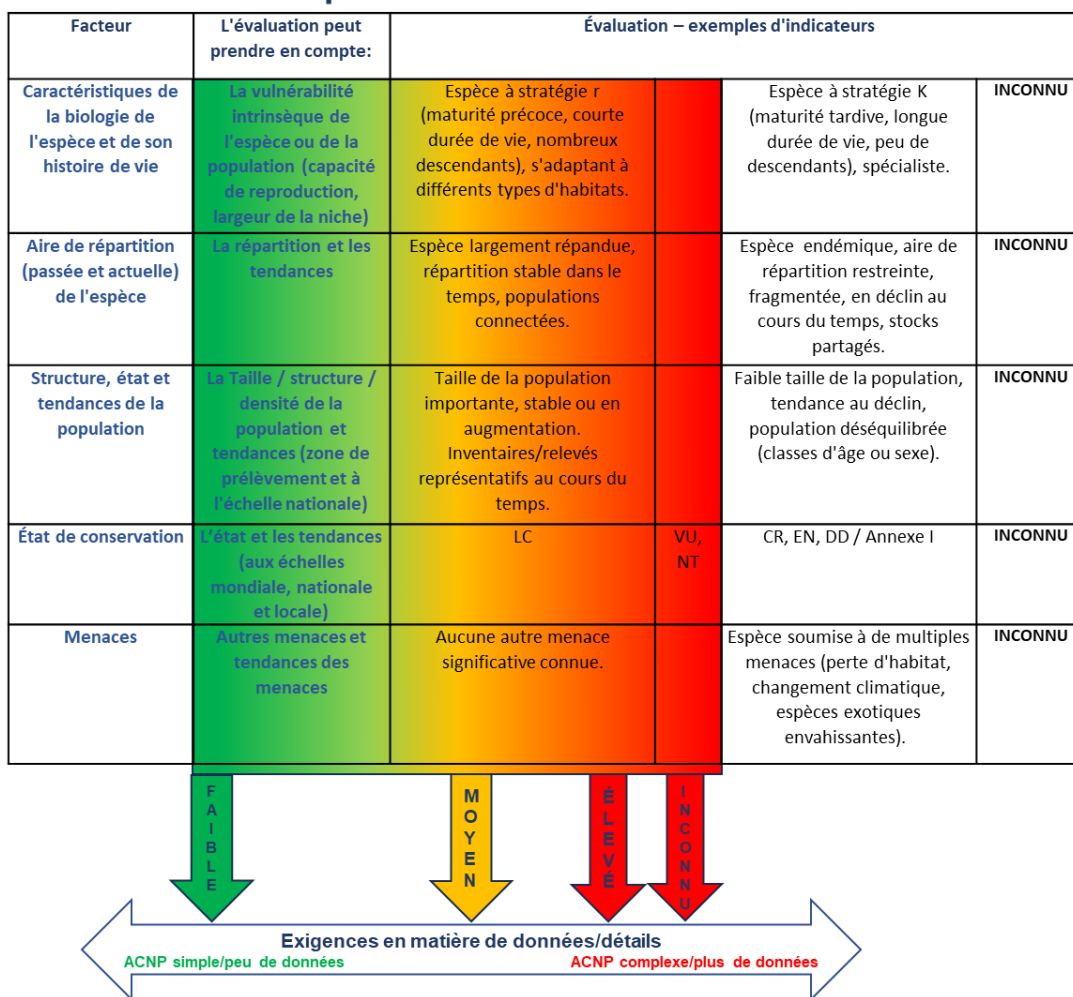 Facteur
L'évaluation peut
prendre en compte:
Évaluation – exemples d'indicateurs
Caractéristiques de
la biologie de
l'espèce et de son
histoire de vie
La vulnérabilité
intrinsèque de
l'espèce ou de la
population (capacité
de reproduction,
largeur de la niche)
Espèce à stratégie r
(maturité précoce, courte
durée de vie, nombreux
descendants), s'adaptant à
différents types d'habitats.
Espèce à stratégie K
(maturité tardive, longue
durée de vie, peu de
descendants), spécialiste.
INCONNU
Aire de répartition
(passée et actuelle)
de l'espèce
La répartition et les
tendances
Espèce largement répandue,
répartition stable dans le
temps, populations
connectées.
Espèce endémique, aire de
répartition restreinte,
fragmentée, en déclin au
cours du temps, stocks
partagés.
INCONNU
Structure, état et
tendances de la
population
La Taille / structure /
densité de la
population et
tendances (zone de
prélèvement et à
l'échelle nationale)
Taille de la population
importante, stable ou en
augmentation.
Inventaires/relevés
représentatifs au cours du
temps.
Faible taille de la population,
tendance au déclin,
population déséquilibrée
(classes d'âge ou sexe).
INCONNU
État de conservation
L’état et les tendances
(aux échelles
mondiale, nationale
et locale)
LC
VU,
NT
CR, EN, DD / Annexe I
INCONNU
Menaces
Autres menaces et
tendances des
menaces
Aucune autre menace
significative connue.
Espèce soumise à de multiples
menaces (perte d'habitat,
changement climatique,
espèces exotiques
envahissantes).
INCONNU
FAIBLE
MOYEN
ÉLEVÉ
INCONNU
Exigences en matière de données/détails
ACNP simple/peu de données
ACNP complexe/plus de données